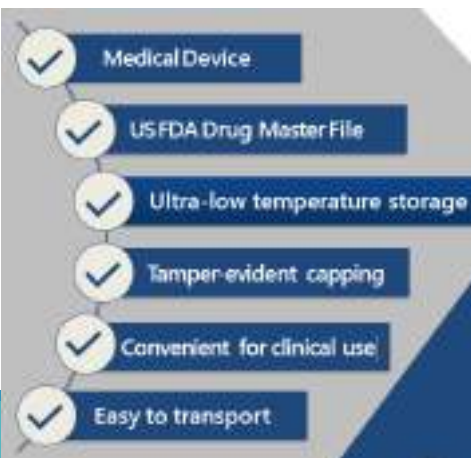 Medical Device
US FDA Drug Master File
Ultra-low temperature storage
Tamper-evident capping
Convenient for clinical use
Easy to transport